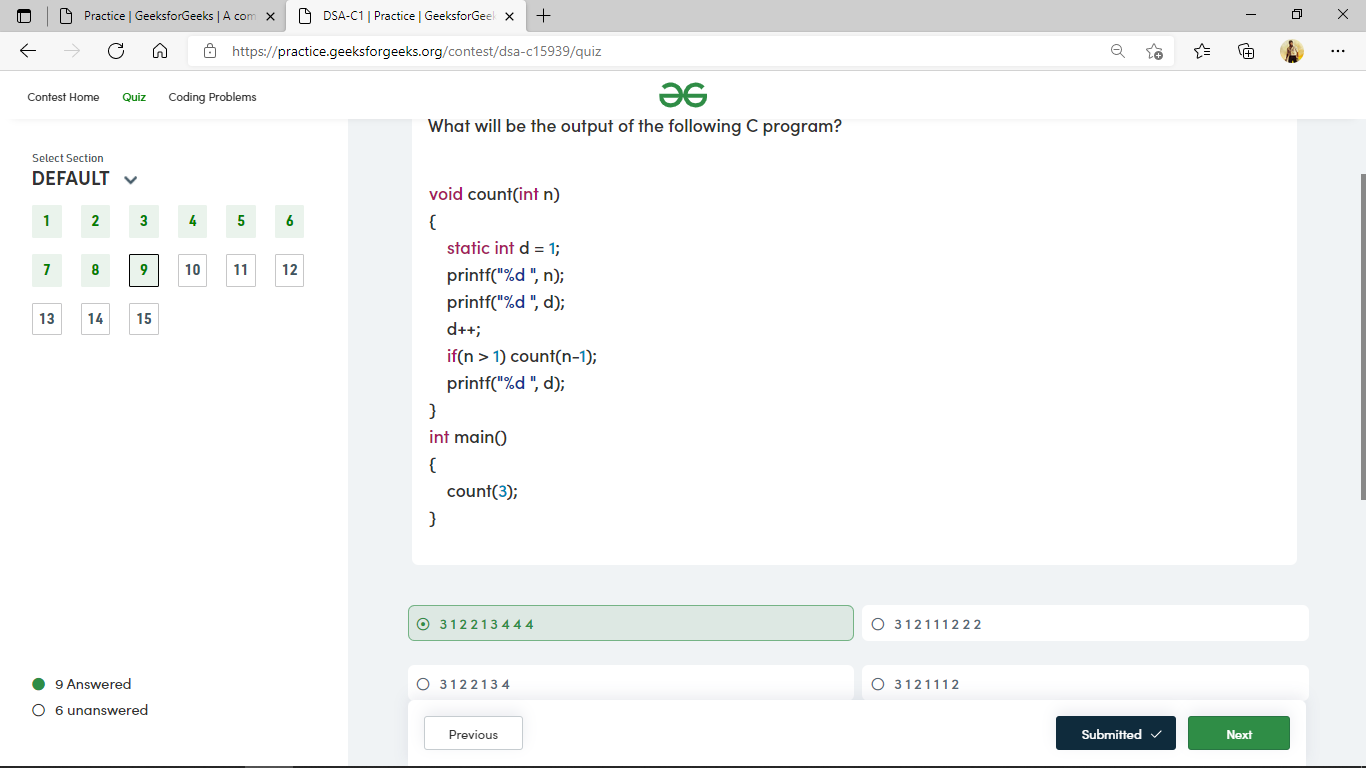 Practice | GeeksforGeeks | A com
DSA-C1 | Practice | GeeksforGee
https://practice.geeksforgeeks.org/contest/dsa-c15939/quiz
Contest Home Quiz Coding Problems
Select Section
DEFAULT
1 2 3 4 5 6
7 8 9 10 11 12
13 14 15
9 Answered
6 unanswered
What will be the output of the following C program?
void count(int n)
{
static int d = 1;
printf("%d ", n);
printf("%d ", d);
d++;
if(n > 1) count(n-1);
printf("%d ", d);
}
int main()
{
count(3);
}
3 1 2 2 1 3 4 4 4
3 1 2 1 1 1 2 2 2
3 1 2 2 1 3 4
3 1 2 1 1 1 2
Previous Submitted Next